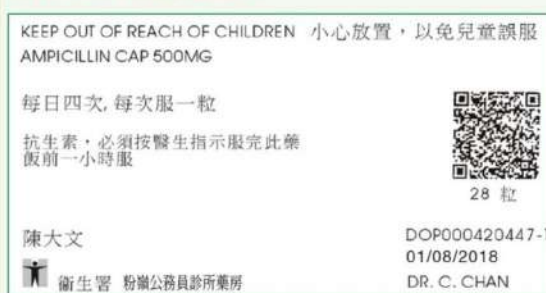 KEEP OUT OF REACH OF CHILDREN 小心放置，以免兒童誤服
AMPICILLIN CAP 500MG
每日四次, 每次服一粒
抗生素，必須按醫生指示服完此藥
飯前一小時服
28 粒
陳大文
DOP000420447-1
01/08/2018
衞生署 粉嶺公務員診所藥房
DR. C. CHAN